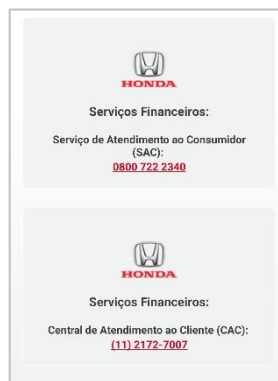 HONDA
Serviços Financeiros:
Serviço de Atendimento ao Consumidor
(SAC):
0800 722 2340
HONDA
Serviços Financeiros:
Central de Atendimento ao Cliente (CAC):
(11) 2172-7007